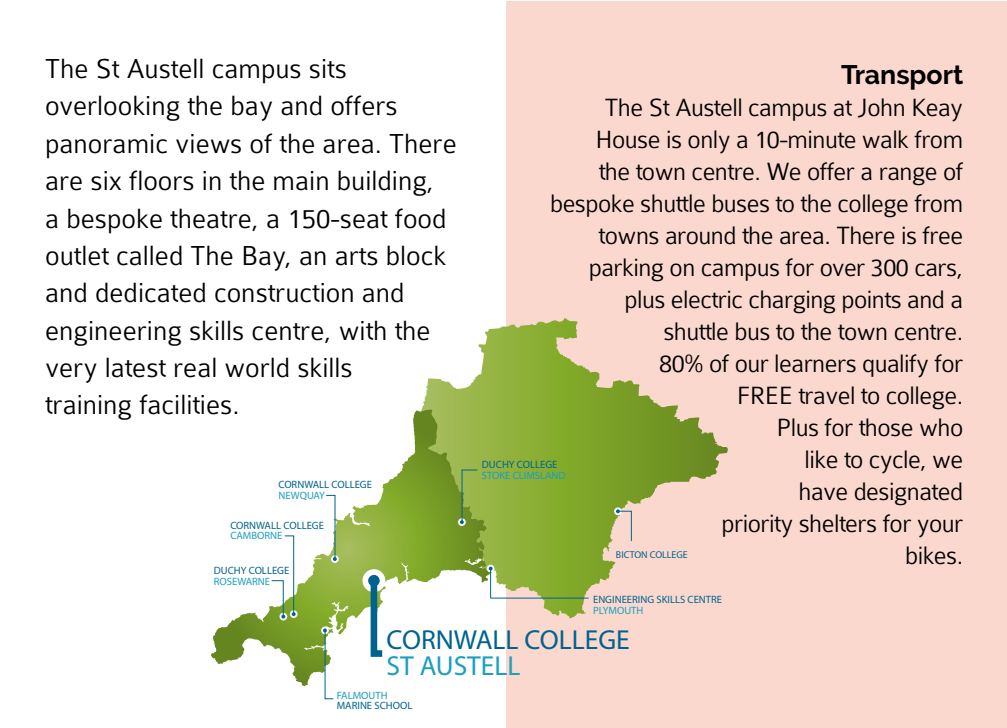 The St Austell campus sits
overlooking the bay and offers
panoramic views of the area. There
are six floors in the main building,
a bespoke theatre, a 150-seat food
outlet called The Bay, an arts block
and dedicated construction and
engineering skills centre, with the
very latest real world skills
training facilities.
Transport
The St Austell campus at John Keay
House is only a 10-minute walk from
the town centre. We offer a range of
bespoke shuttle buses to the college from
towns around the area. There is free
parking on campus for over 300 cars,
plus electric charging points and a
shuttle bus to the town centre.
80% of our learners qualify for
FREE travel to college.
Plus for those who
like to cycle, we
have designated
priority shelters for your
bikes.
DUCHY COLLEGE
STOKE CLIMSLAND
CORNWALL COLLEGE
NEWQUAY
CORNWALL COLLEGE
CAMBORNE
DUCHY COLLEGE
ROSEWARNE
BICTON COLLEGE
ENGINEERING SKILLS CENTRE
PLYMOUTH
CORNWALL COLLEGE
ST AUSTELL
FALMOUTH
MARINE SCHOOL